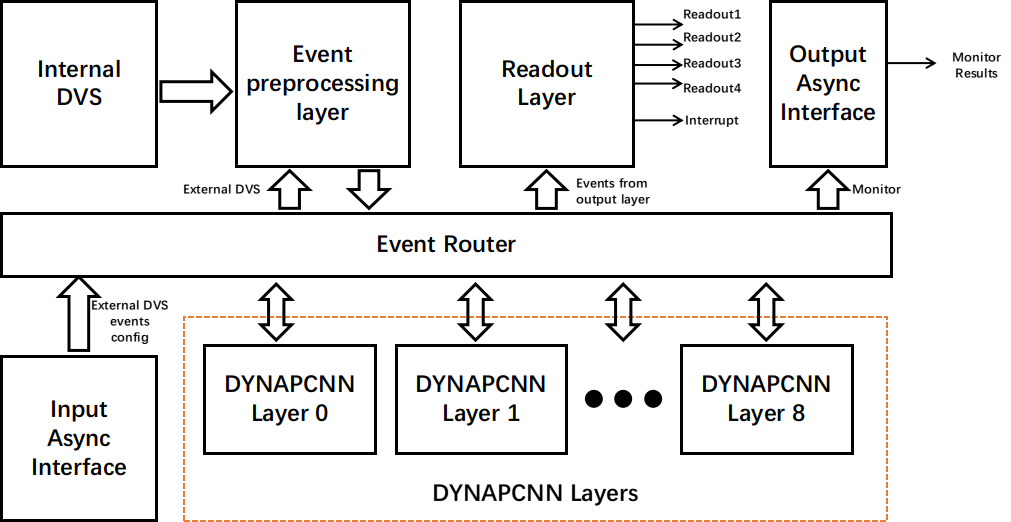 Internal
DVS
Event
preprocessing
layer
Readout
Layer
Readout1
Readout2
Readout3
Readout4
Interrupt
Output
Async
Interface
Monitor
Results
External DVS
Events from
output layer
Monitor
Event Router
External DVS
events
config
Input
Async
Interface
DYNAPCNN
Layer 0
DYNAPCNN
Layer 1
DYNAPCNN
Layer 8
DYNAPCNN Layers